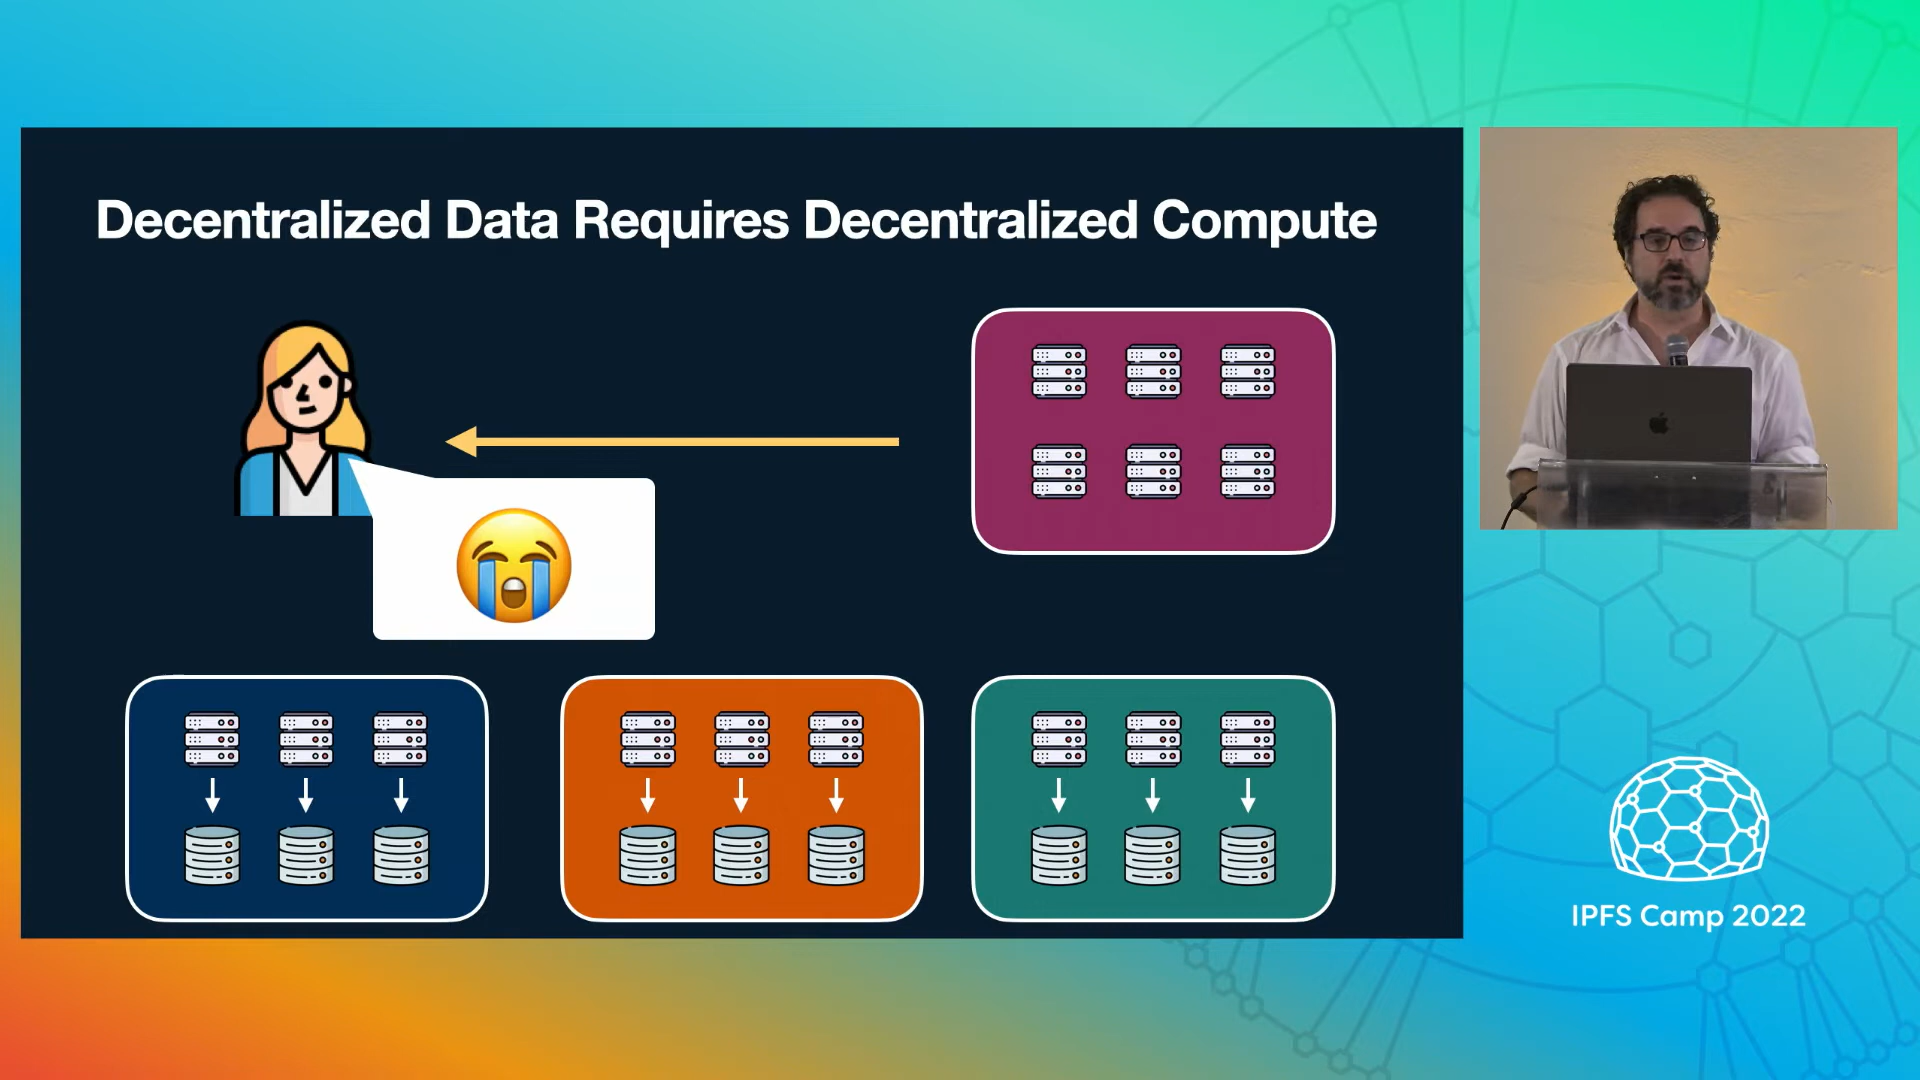 Decentralized Data Requires Decentralized Compute
IPFS Camp 2022